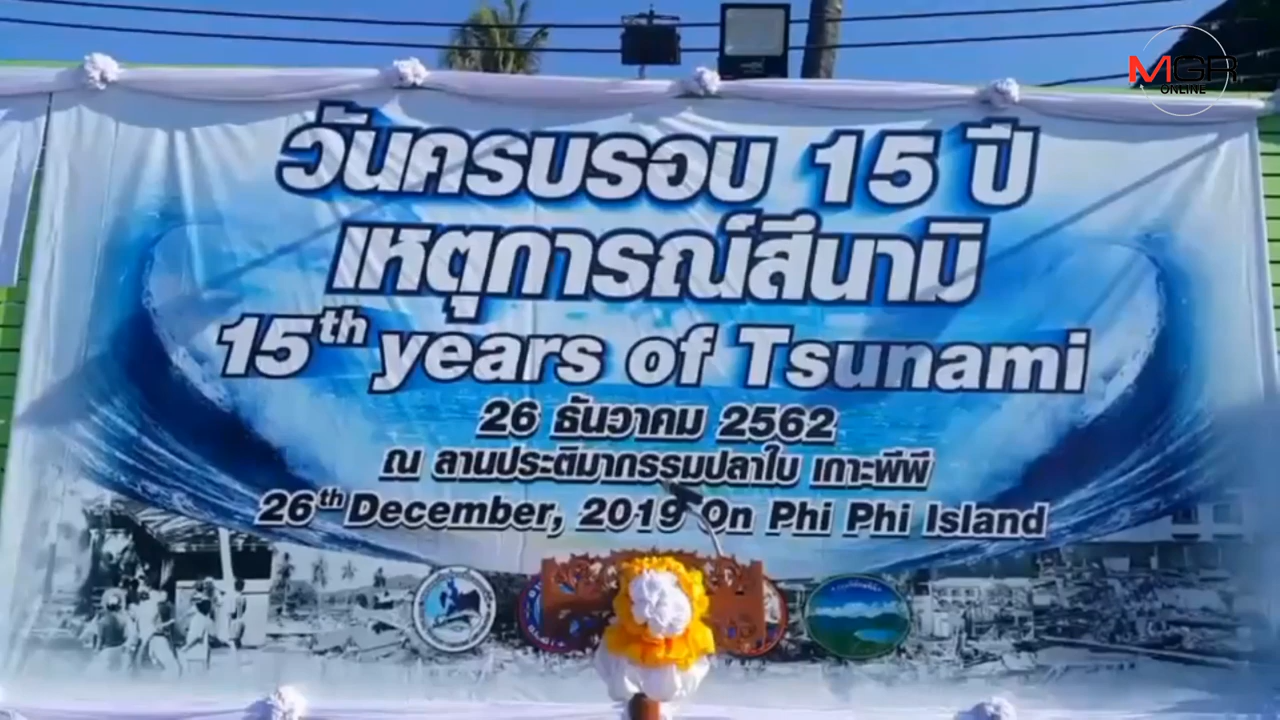 MGR
ONLINE
วันครบรอบ 15 ปี
เหตุการณ์สึนามิ
15th years of Tsunami
26 ธันวาคม 2562
ณ ลานประติมากรรมปลาใบ เกาะพีพี
26th December, 2019 On Phi Phi Island